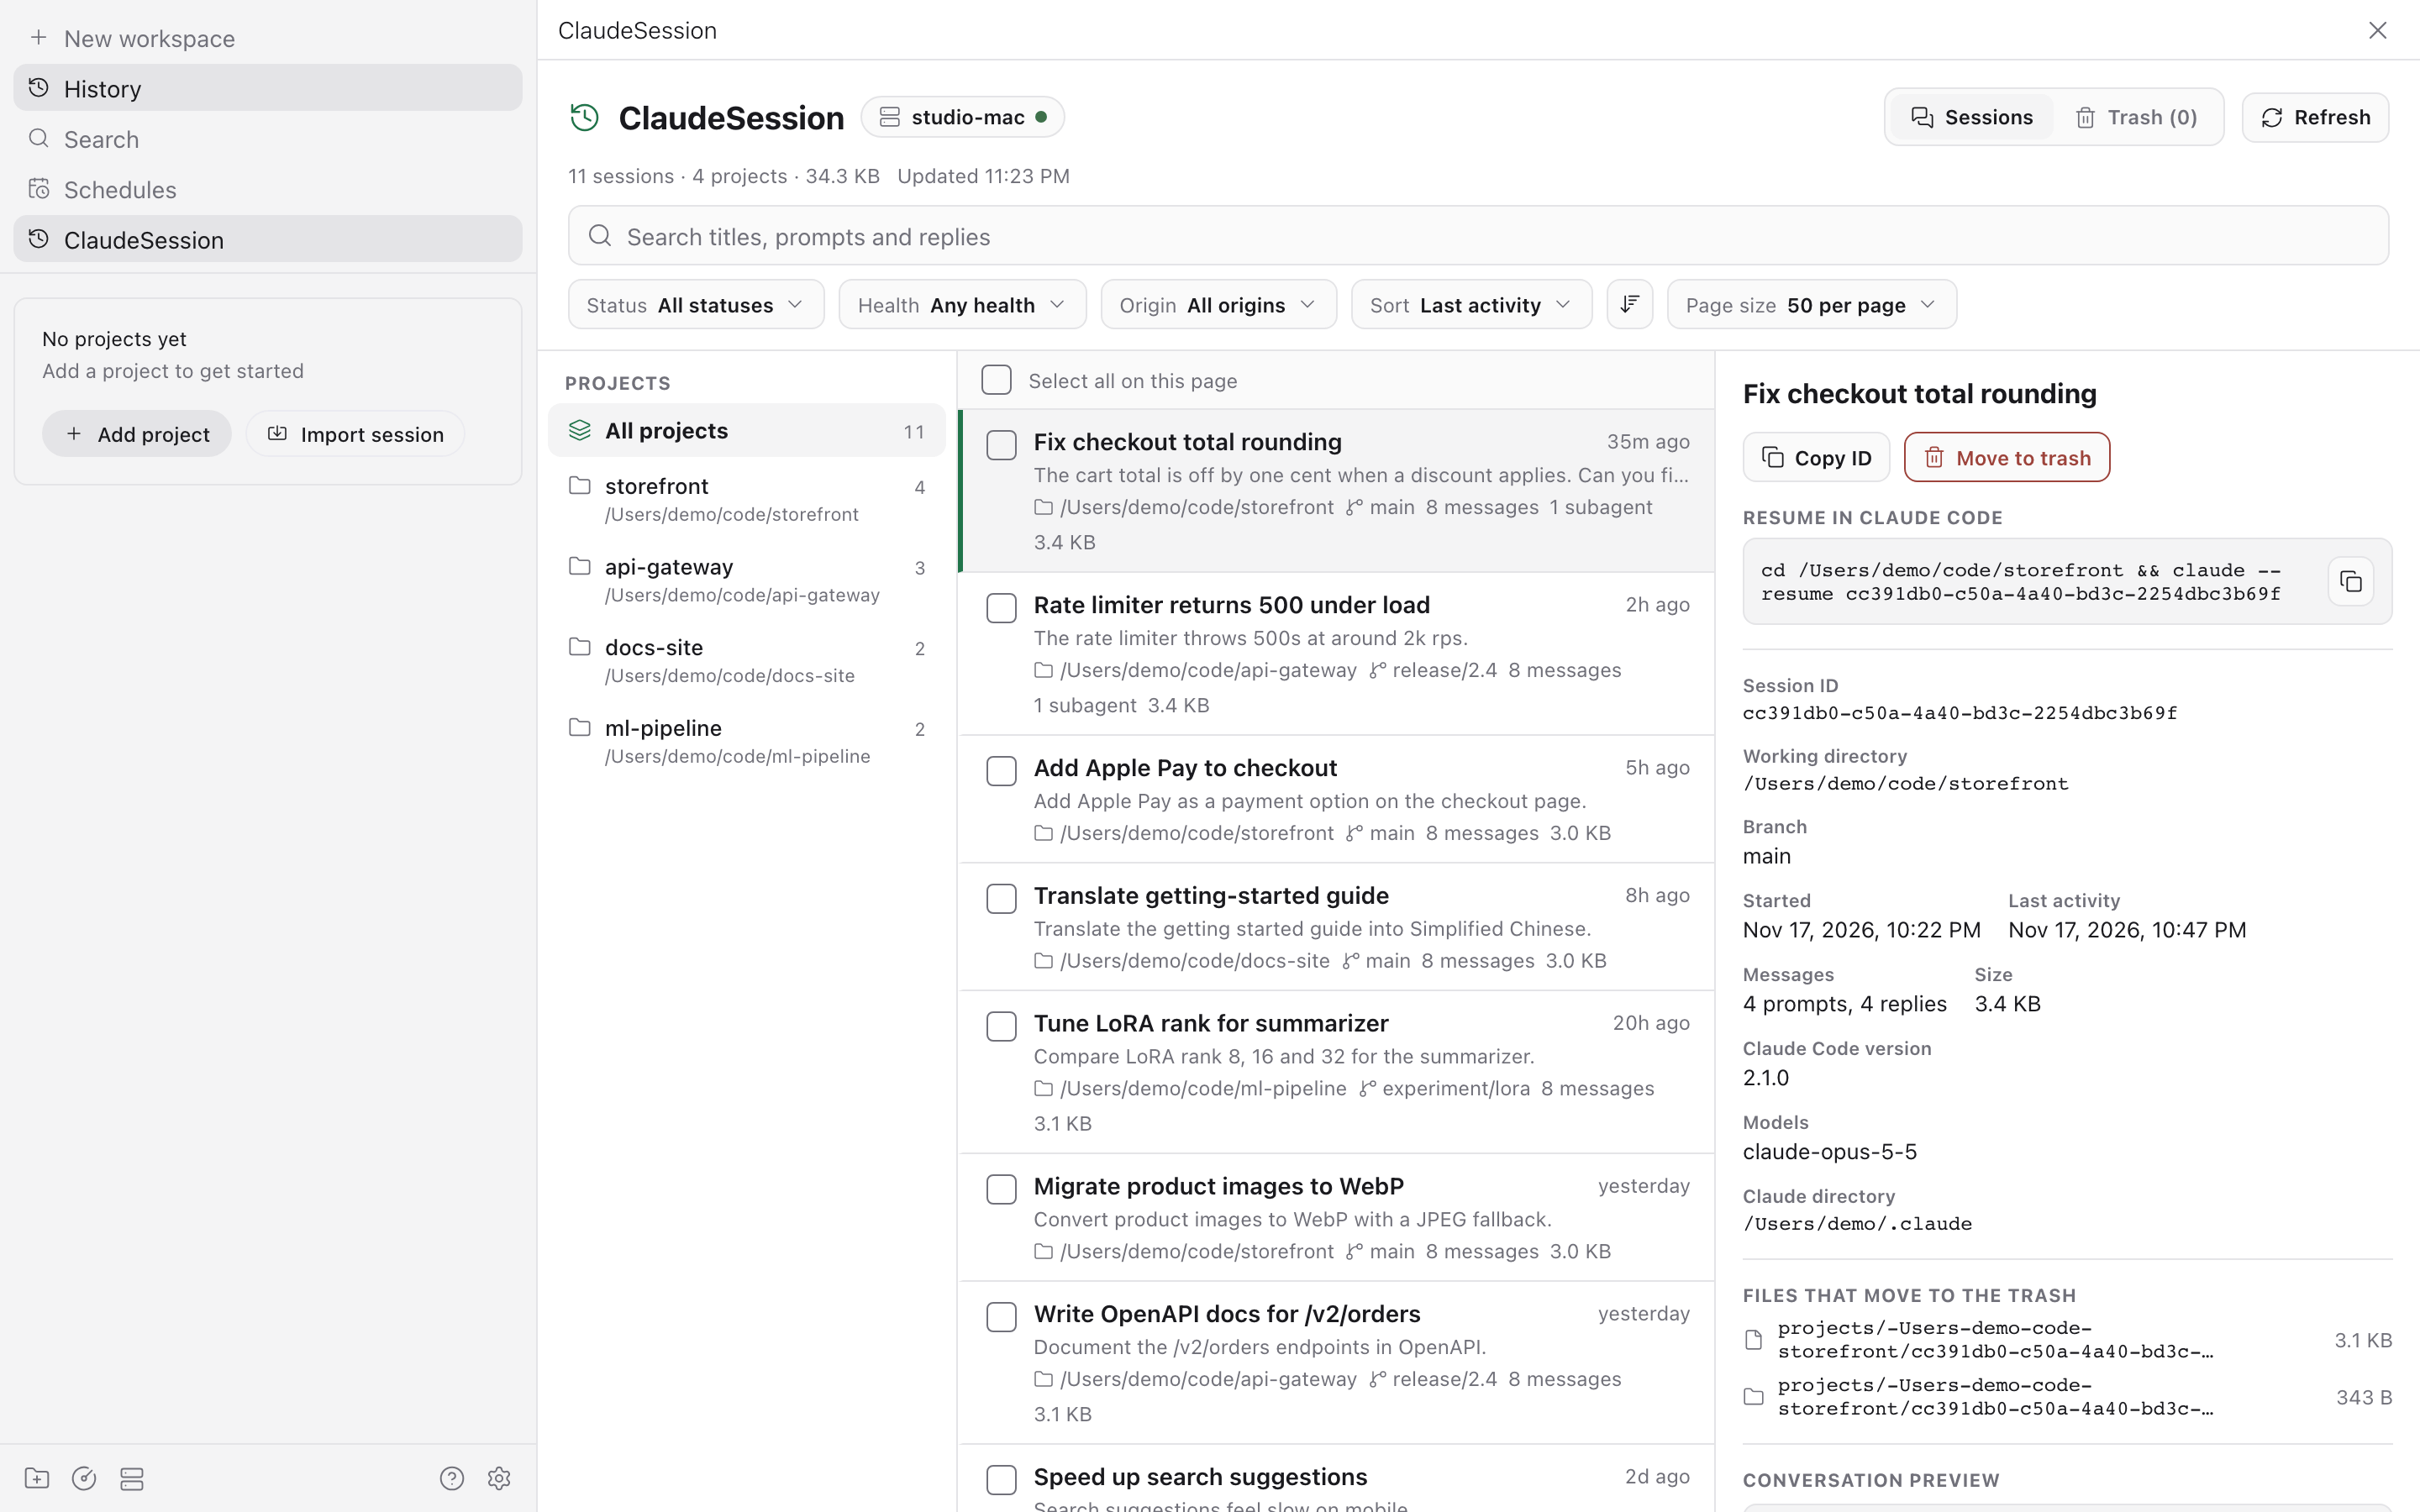 New workspace
History
Search
Schedules
ClaudeSession
No projects yet
Add a project to get started
Add project
Import session
ClaudeSession
ClaudeSession
studio-mac
Sessions
Trash (0)
Refresh
11 sessions · 4 projects · 34.3 KB Updated 11:23 PM
Search titles, prompts and replies
Status All statuses
Health Any health
Origin All origins
Sort Last activity
Page size 50 per page
PROJECTS
All projects 11
storefront 4
/Users/demo/code/storefront
api-gateway 3
/Users/demo/code/api-gateway
docs-site 2
/Users/demo/code/docs-site
ml-pipeline 2
/Users/demo/code/ml-pipeline
Select all on this page
Fix checkout total rounding 35m ago
The cart total is off by one cent when a discount applies. Can you fi…
/Users/demo/code/storefront main 8 messages 1 subagent
3.4 KB
Rate limiter returns 500 under load 2h ago
The rate limiter throws 500s at around 2k rps.
/Users/demo/code/api-gateway release/2.4 8 messages
1 subagent 3.4 KB
Add Apple Pay to checkout 5h ago
Add Apple Pay as a payment option on the checkout page.
/Users/demo/code/storefront main 8 messages 3.0 KB
Translate getting-started guide 8h ago
Translate the getting started guide into Simplified Chinese.
/Users/demo/code/docs-site main 8 messages 3.0 KB
Tune LoRA rank for summarizer 20h ago
Compare LoRA rank 8, 16 and 32 for the summarizer.
/Users/demo/code/ml-pipeline experiment/lora 8 messages
3.1 KB
Migrate product images to WebP yesterday
Convert product images to WebP with a JPEG fallback.
/Users/demo/code/storefront main 8 messages 3.0 KB
Write OpenAPI docs for /v2/orders yesterday
Document the /v2/orders endpoints in OpenAPI.
/Users/demo/code/api-gateway release/2.4 8 messages
3.1 KB
Speed up search suggestions 2d ago
Search suggestions feel slow on mobile.
Fix checkout total rounding
Copy ID
Move to trash
RESUME IN CLAUDE CODE
cd /Users/demo/code/storefront && claude --
resume cc391db0-c50a-4a40-bd3c-2254dbc3b69f
Session ID
cc391db0-c50a-4a40-bd3c-2254dbc3b69f
Working directory
/Users/demo/code/storefront
Branch
main
Started Last activity
Nov 17, 2026, 10:22 PM Nov 17, 2026, 10:47 PM
Messages Size
4 prompts, 4 replies 3.4 KB
Claude Code version
2.1.0
Models
claude-opus-5-5
Claude directory
/Users/demo/.claude
FILES THAT MOVE TO THE TRASH
projects/-Users-demo-code-
storefront/cc391db0-c50a-4a40-bd3c-… 3.1 KB
projects/-Users-demo-code-
storefront/cc391db0-c50a-4a40-bd3c-… 343 B
CONVERSATION PREVIEW